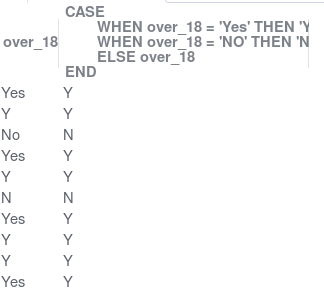 CASE
WHEN over_18 = 'Yes' THEN 'Y
over_18 WHEN over_18 = 'NO' THEN 'N
ELSE over_18
END
Yes Y
Y Y
No N
Yes Y
Y Y
N N
Yes Y
Y Y
Y Y
Yes Y